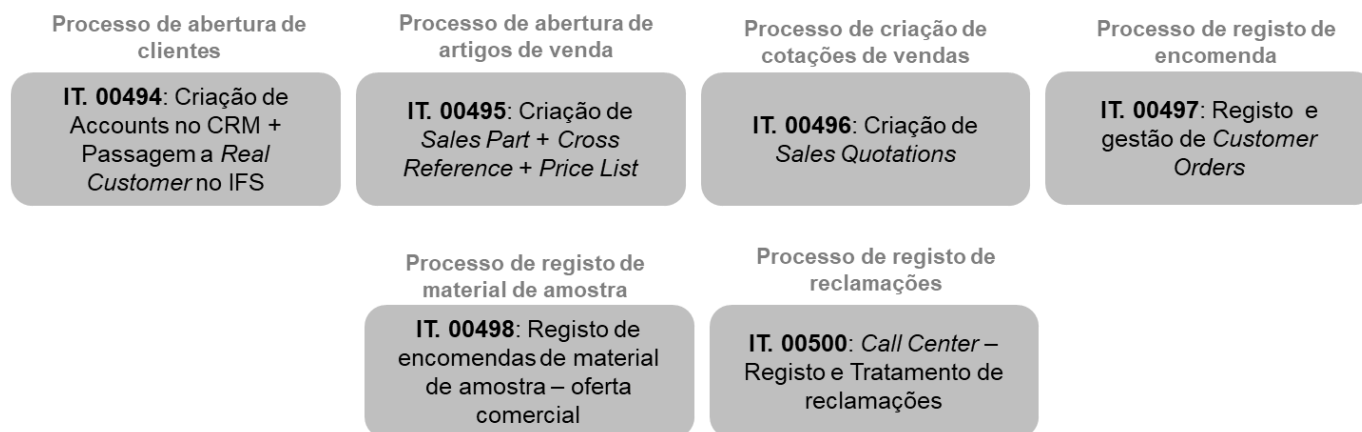 Processo de abertura de
clientes
IT. 00494: Criação de
Accounts no CRM +
Passagem a Real
Customer no IFS
Processo de abertura de
artigos de venda
IT. 00495: Criação de
Sales Part + Cross
Reference + Price List
Processo de criação de
cotações de vendas
IT. 00496: Criação de
Sales Quotations
Processo de registo de
encomenda
IT. 00497: Registo e
gestão de Customer
Orders
Processo de registo de
material de amostra
IT. 00498: Registo de
encomendas de material
de amostra – oferta
comercial
Processo de registo de
reclamações
IT. 00500: Call Center –
Registo e Tratamento de
reclamações